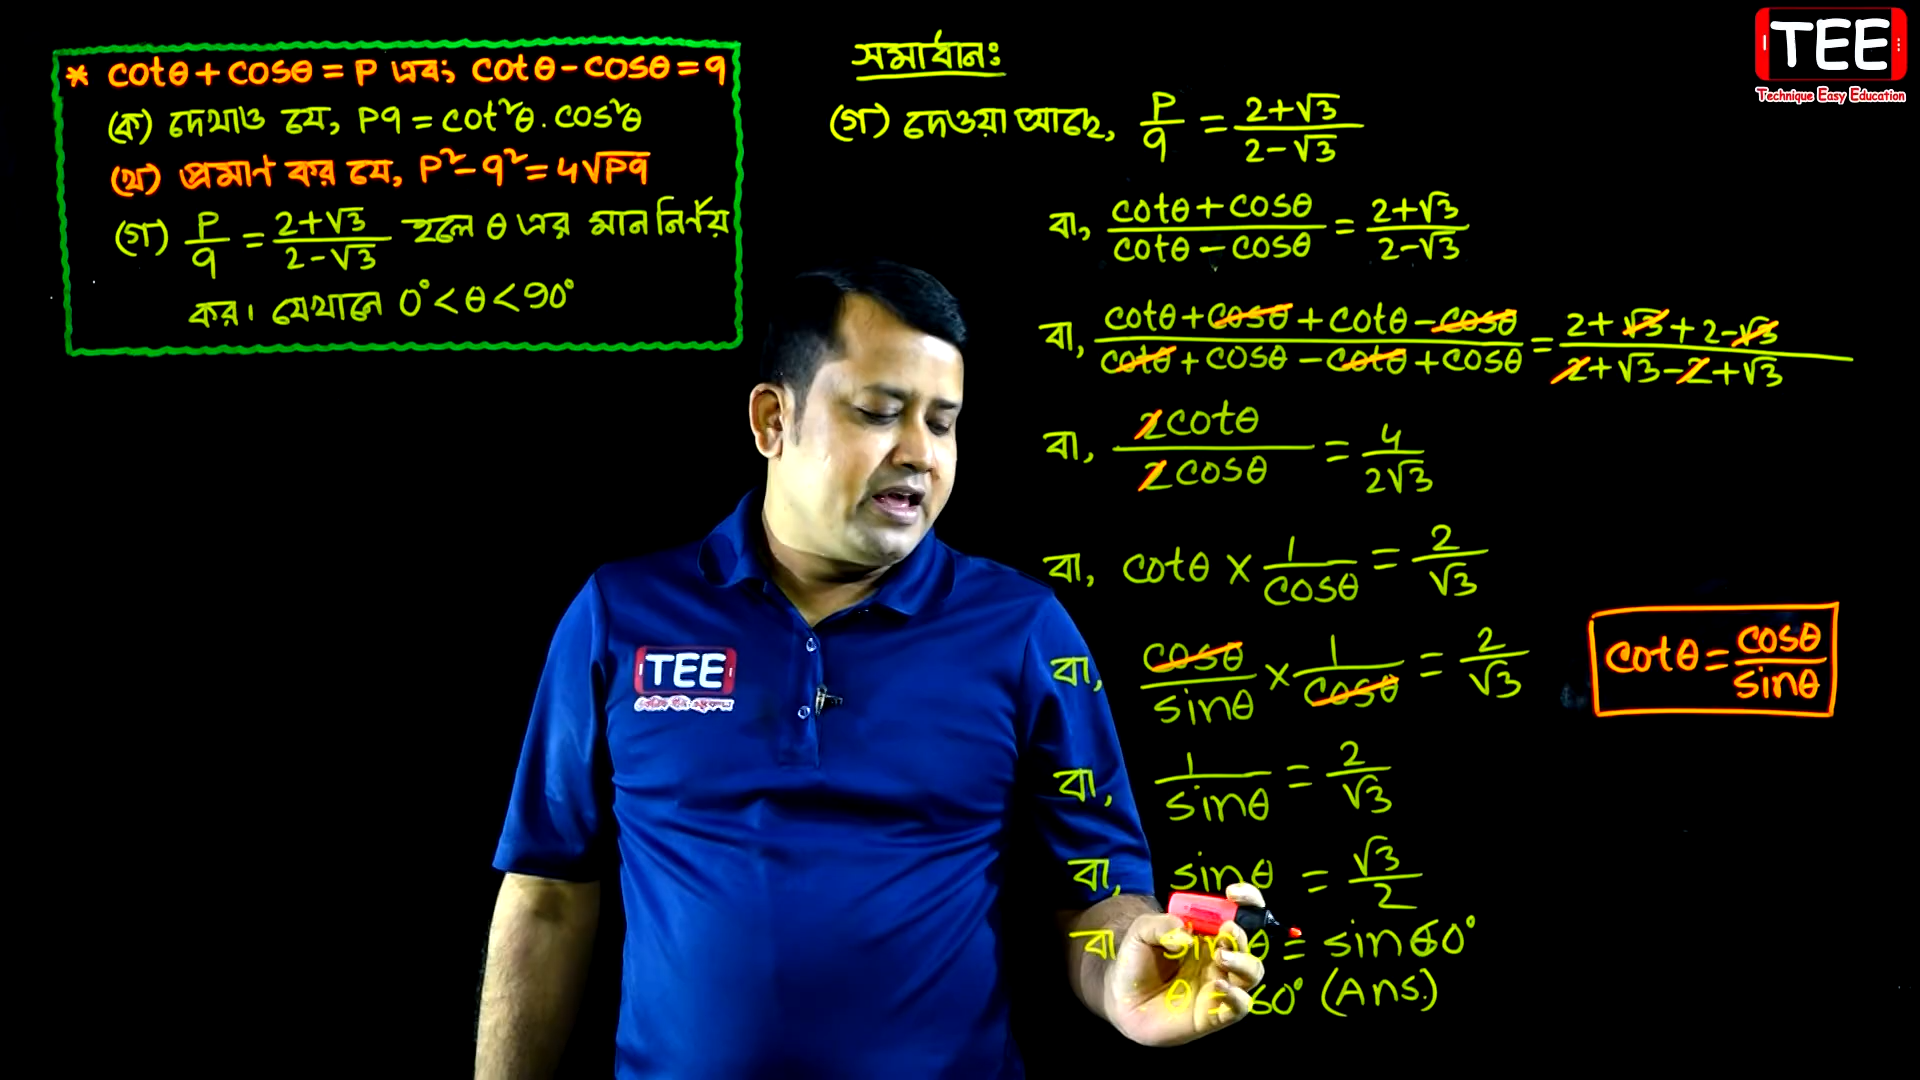 * cotθ + cosθ = P এবং cotθ - cosθ = q
(ক) দেখাও যে, Pq = cot²θ . cos²θ
(খ) প্রমাণ কর যে, P² - q² = 4√Pq
(গ) P/q = (2+√3)/(2-√3) হলে θ এর মান নির্ণয়
কর। যেখানে 0° < θ < 90°
সমাধানঃ
(গ) দেওয়া আছে, P/q = (2+√3)/(2-√3)
বা, (cotθ + cosθ)/(cotθ - cosθ) = (2+√3)/(2-√3)
বা, (cotθ + cosθ + cotθ - cosθ)/(cotθ + cosθ - cotθ + cosθ) = (2+√3+2-√3)/(2+√3-2+√3)
বা, 2cotθ/2cosθ = 4/2√3
বা, cotθ × 1/cosθ = 2/√3
বা, cosθ/sinθ × 1/cosθ = 2/√3
cotθ = cosθ/sinθ
বা, 1/sinθ = 2/√3
বা, sinθ = √3/2
বা sinθ = sin60°
θ = 60° (Ans.)
TEE
Technique Easy Education
TEE